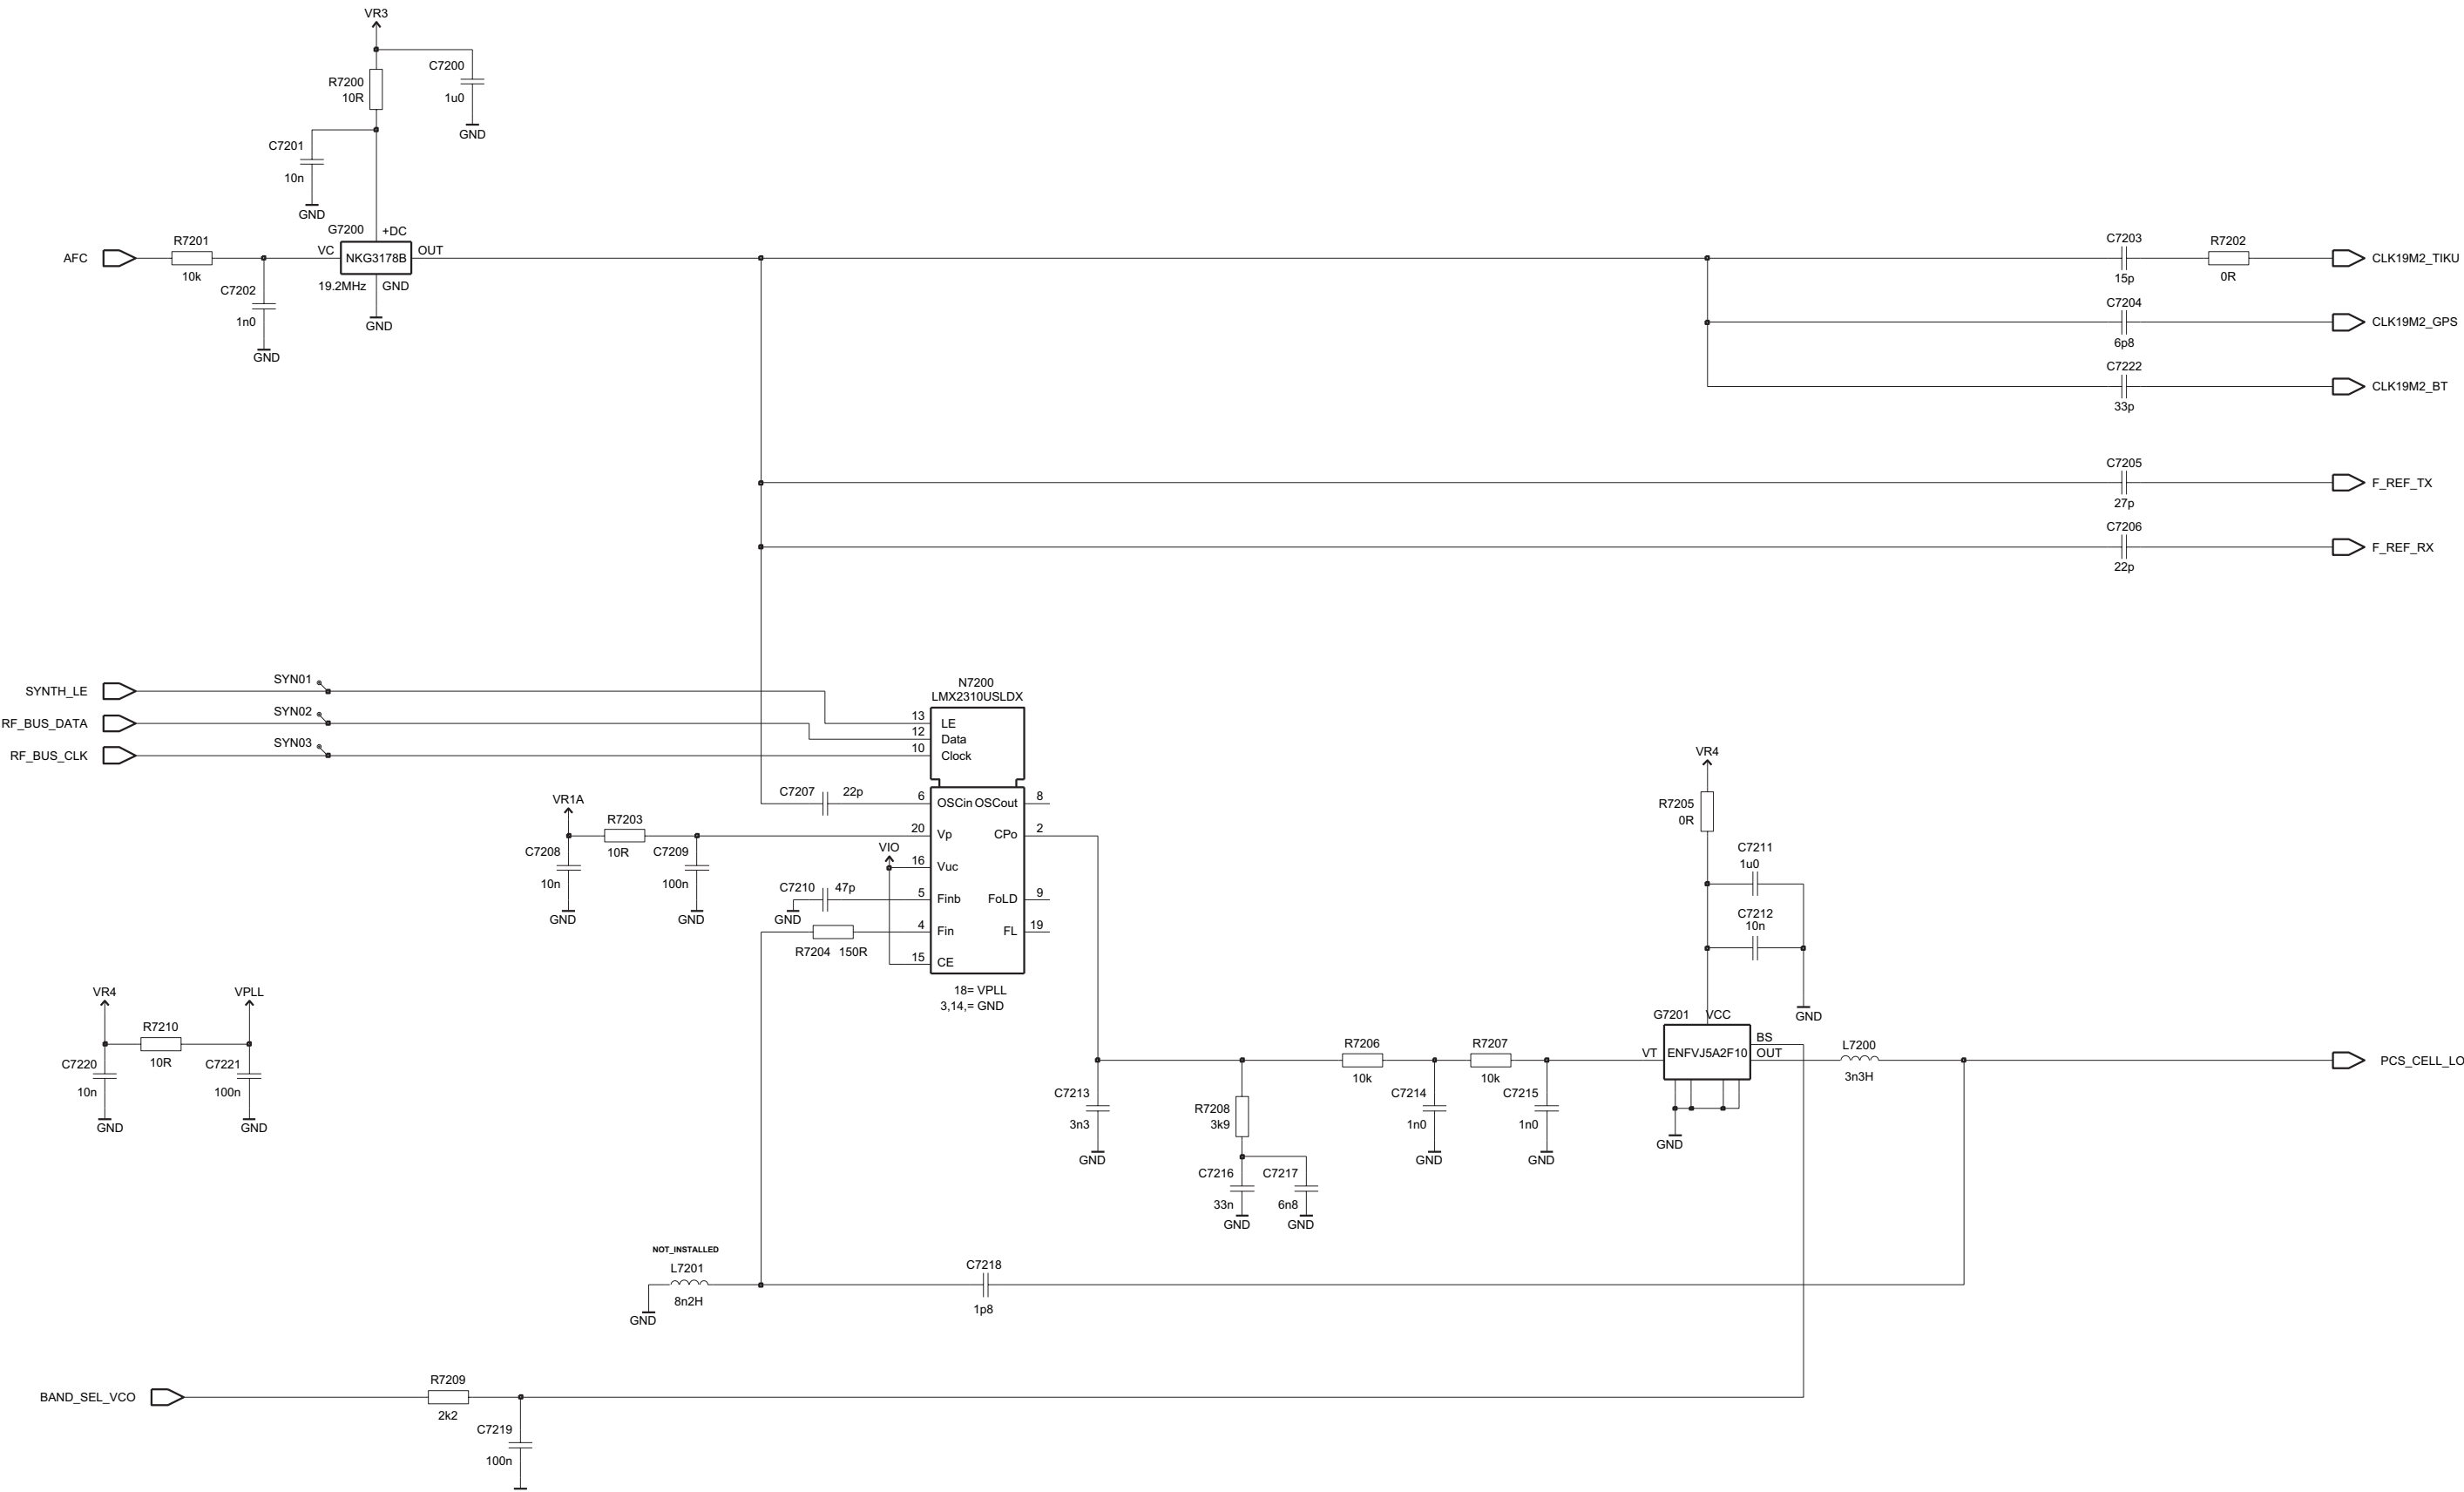 VR3
C7200
1u0
GND
R7200
10R
C7201
10n
GND
G7200
+DC
AFC
R7201
10k
VC
NKG3178B
OUT
19.2MHz
GND
GND
C7202
1n0
GND
C7203
15p
R7202
0R
CLK19M2_TIKU
C7204
6p8
CLK19M2_GPS
C7222
33p
CLK19M2_BT
C7205
27p
F_REF_TX
C7206
22p
F_REF_RX
SYNTH_LE
SYN01
RF_BUS_DATA
SYN02
RF_BUS_CLK
SYN03
N7200
LMX2310USLDX
13
LE
12
Data
10
Clock
C7207
22p
6
OSCin
OSCout
8
VR1A
R7203
10R
20
Vp
CPo
2
C7208
10n
GND
C7209
100n
GND
VIO
16
Vuc
C7210
47p
GND
5
Finb
FoLD
9
4
Fin
FL
19
R7204
150R
15
CE
18= VPLL
3,14,= GND
VR4
R7205
0R
C7211
1u0
C7212
10n
GND
VR4
VPLL
R7210
10R
C7220
10n
GND
C7221
100n
GND
G7201
VCC
VT
ENFVJ5A2F10
BS
OUT
GND
L7200
3n3H
PCS_CELL_LO
R7206
10k
R7207
10k
C7213
3n3
GND
R7208
3k9
C7214
1n0
GND
C7215
1n0
GND
C7216
33n
GND
C7217
6n8
GND
NOT_INSTALLED
L7201
8n2H
GND
C7218
1p8
BAND_SEL_VCO
R7209
2k2
C7219
100n